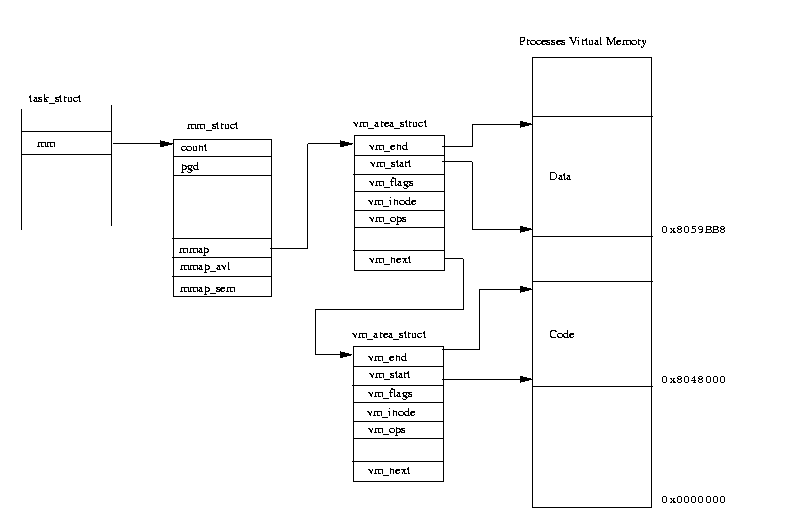 Processes Virtual Memory
task_struct
mm
mm_struct
count
pgd
mmap
mmap_avl
mmap_sem
vm_area_struct
vm_end
vm_start
vm_flags
vm_inode
vm_ops
vm_next
vm_area_struct
vm_end
vm_start
vm_flags
vm_inode
vm_ops
vm_next
Data
0x8059BB8
Code
0x8048000
0x0000000